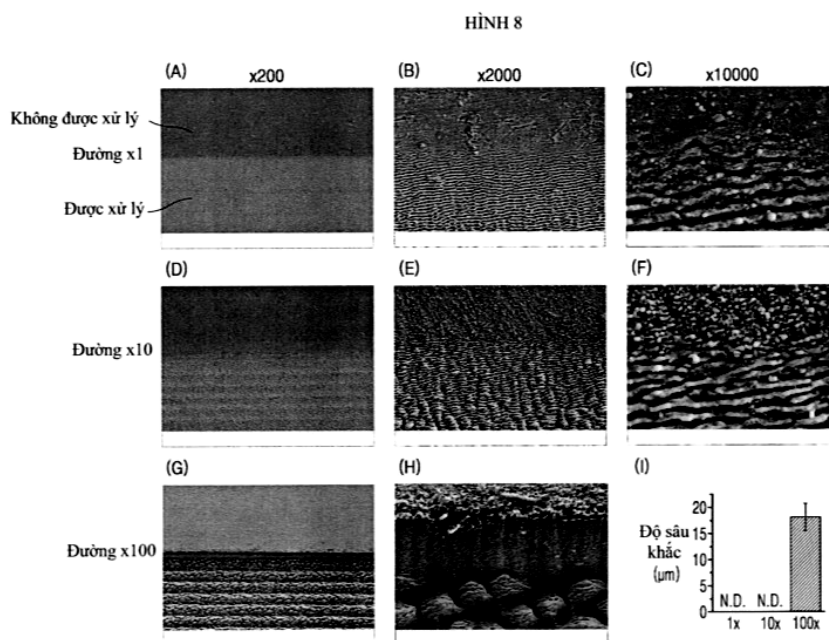 HÌNH 8
(A) x200
(B) x2000
(C) x10000
Không được xử lý
Đường x1
Được xử lý
(D)
(E)
(F)
Đường x10
(G)
(H)
(I)
Đường x100
Độ sâu
khắc
(μm)
20
15
10
5
0
N.D. N.D.
1x 10x 100x